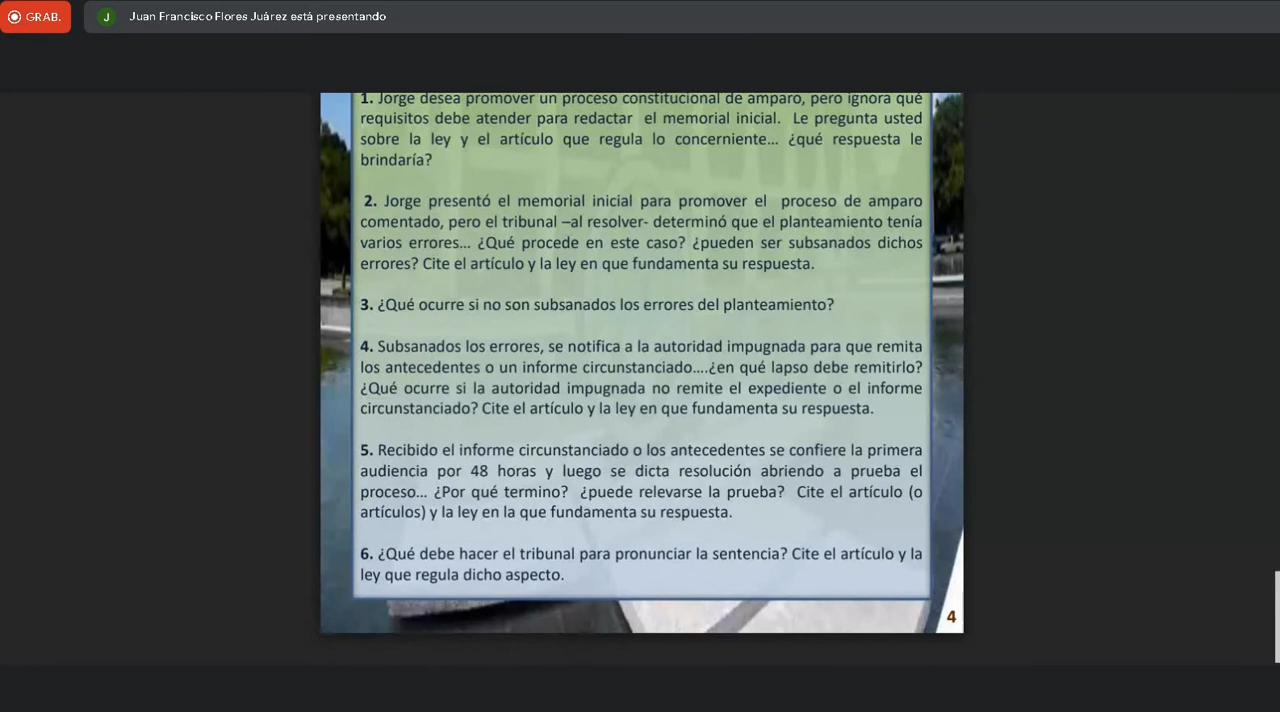 GRAB.
J
Juan Francisco Flores Juárez está presentando
1. Jorge desea promover un proceso constitucional de amparo, pero ignora qué
requisitos debe atender para redactar el memorial inicial. Le pregunta usted
sobre la ley y el artículo que regula lo concerniente... ¿qué respuesta le
brindaría?
2. Jorge presentó el memorial inicial para promover el proceso de amparo
comentado, pero el tribunal –al resolver- determinó que el planteamiento tenía
varios errores... ¿Qué procede en este caso? ¿pueden ser subsanados dichos
errores? Cite el artículo y la ley en que fundamenta su respuesta.
3. ¿Qué ocurre si no son subsanados los errores del planteamiento?
4. Subsanados los errores, se notifica a la autoridad impugnada para que remita
los antecedentes o un informe circunstanciado....¿en qué lapso debe remitirlo?
¿Qué ocurre si la autoridad impugnada no remite el expediente o el informe
circunstanciado? Cite el artículo y la ley en que fundamenta su respuesta.
5. Recibido el informe circunstanciado o los antecedentes se confiere la primera
audiencia por 48 horas y luego se dicta resolución abriendo a prueba el
proceso... ¿Por qué termino? ¿puede relevarse la prueba? Cite el artículo (o
artículos) y la ley en la que fundamenta su respuesta.
6. ¿Qué debe hacer el tribunal para pronunciar la sentencia? Cite el artículo y la
ley que regula dicho aspecto.
4